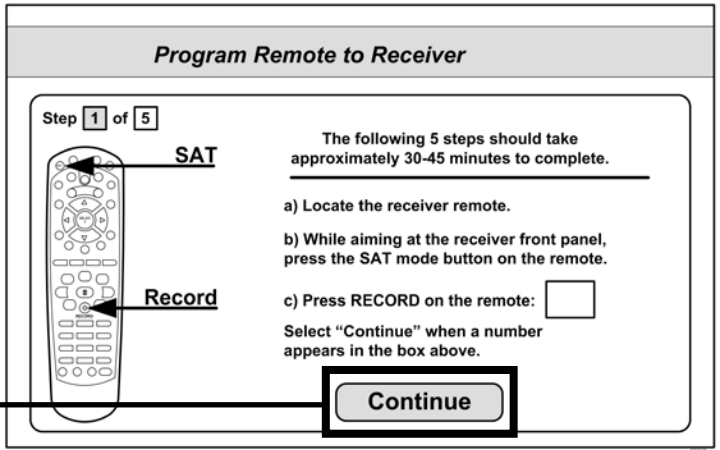 Program Remote to Receiver
Step 1 of 5
SAT
Record
RECORD
The following 5 steps should take
approximately 30-45 minutes to complete.
a) Locate the receiver remote.
b) While aiming at the receiver front panel,
press the SAT mode button on the remote.
c) Press RECORD on the remote:
Select “Continue” when a number
appears in the box above.
Continue